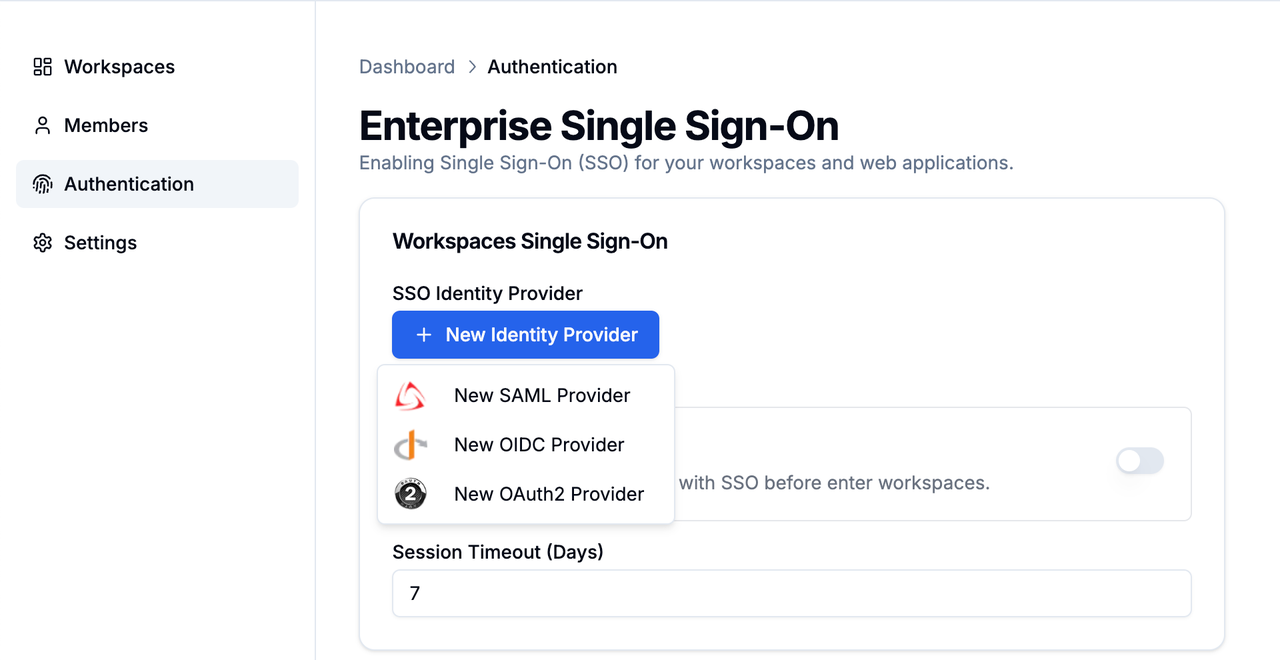 Workspaces
Members
Authentication
Settings
Dashboard > Authentication
Enterprise Single Sign-On
Enabling Single Sign-On (SSO) for your workspaces and web applications.
Workspaces Single Sign-On
SSO Identity Provider
+ New Identity Provider
New SAML Provider
New OIDC Provider
2 New OAuth2 Provider
with SSO before enter workspaces.
Session Timeout (Days)
7